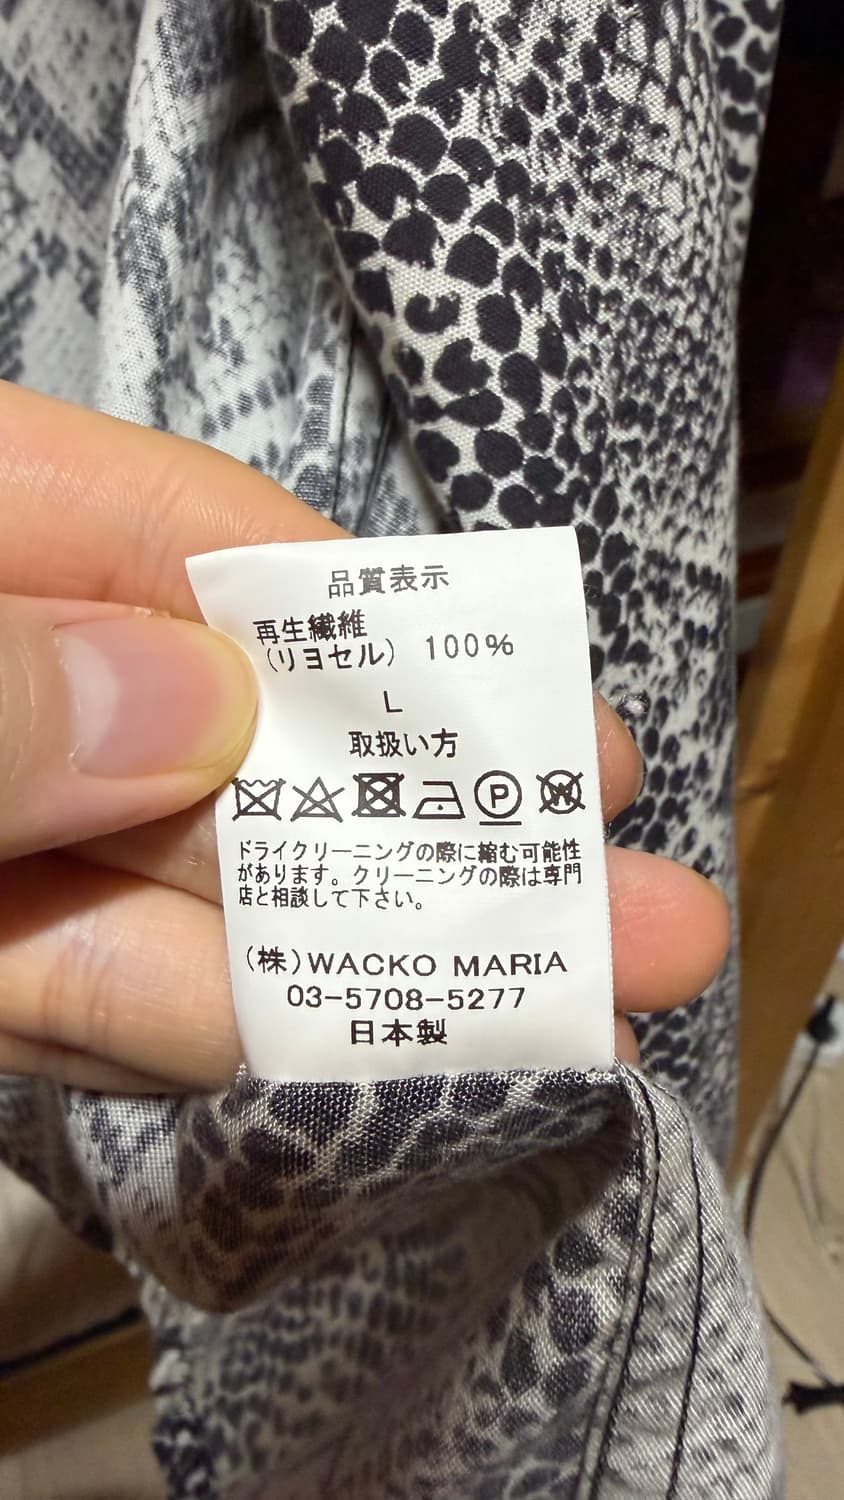 品質表示
再生繊維
（リヨセル） 100%
L
取扱い方
P W
ドライクリーニングの際に縮む可能性
があります。クリーニングの際は専門
店と相談して下さい。
（株）WACKO MARIA
03-5708-5277
日本製